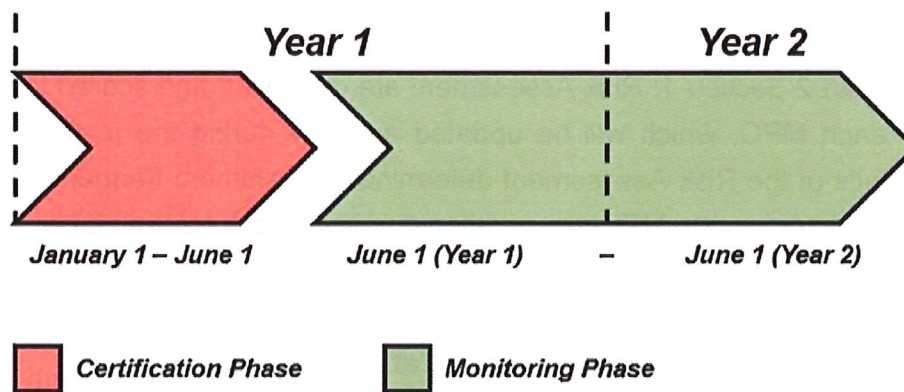 Year 1 Year 2
January 1 – June 1 June 1 (Year 1) – June 1 (Year 2)
Certification Phase Monitoring Phase